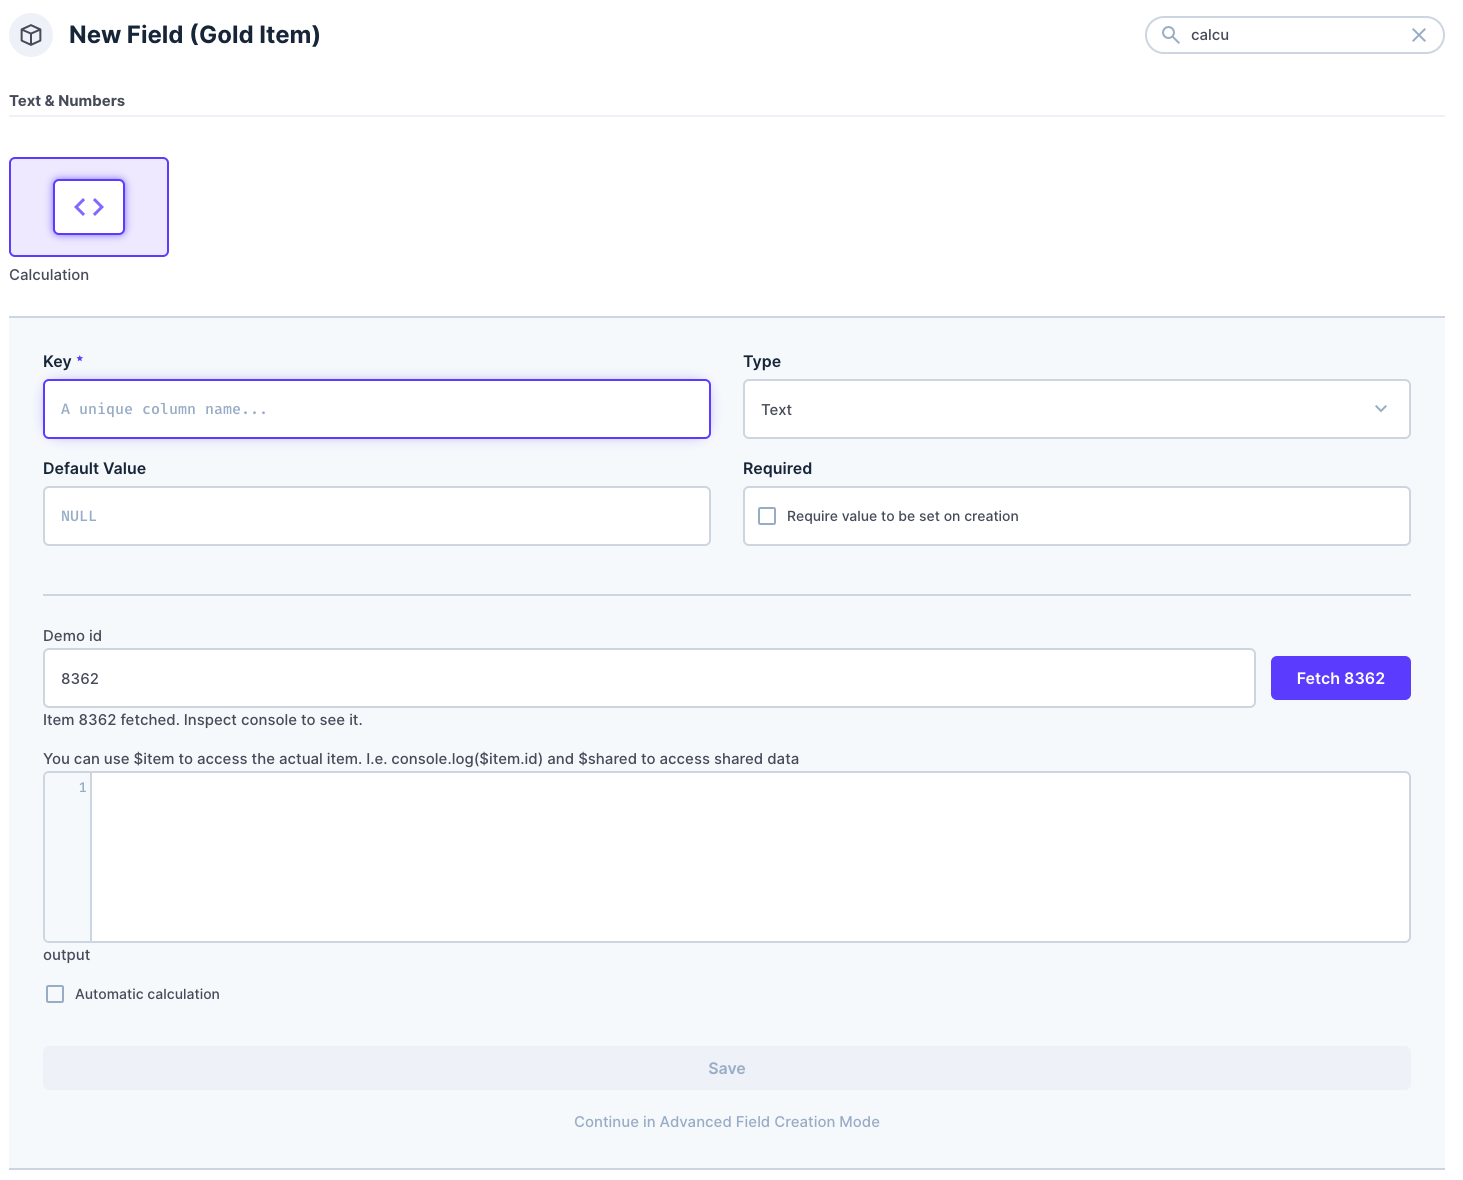 New Field (Gold Item)
calcu
Text & Numbers
Calculation
Key *
Type
A unique column name...
Text
Default Value
Required
NULL
Require value to be set on creation
Demo id
8362
Fetch 8362
Item 8362 fetched. Inspect console to see it.
You can use $item to access the actual item. I.e. console.log($item.id) and $shared to access shared data
1
output
Automatic calculation
Save
Continue in Advanced Field Creation Mode